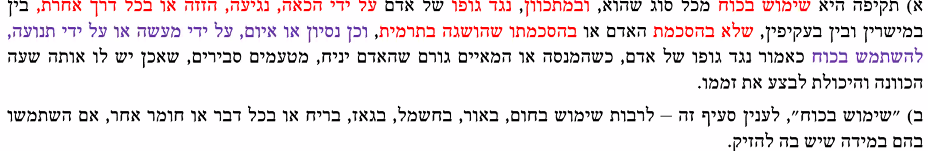 א) תקיפה היא שימוש בכוח מכל סוג שהוא, ובמתכוון, נגד גופו של אדם על ידי הכאה, נגיעה, הזזה או בכל דרך אחרת, בין
במישרין ובין בעקיפין, שלא בהסכמת האדם או בהסכמתו שהושגה בתרמית, וכן נסיון או איום, על ידי מעשה או על ידי תנועה,
להשתמש בכוח כאמור נגד גופו של אדם, כשהמנסה או המאיים גורם שהאדם יניח, מטעמים סבירים, שאכן יש לו אותה שעה
הכוונה והיכולת לבצע את זממו.
ב) ״שימוש בכוח״, לענין סעיף זה – לרבות שימוש בחום, באור, בחשמל, בגאז, בריח או בכל דבר או חומר אחר, אם השתמשו
בהם במידה שיש בה להזיק.